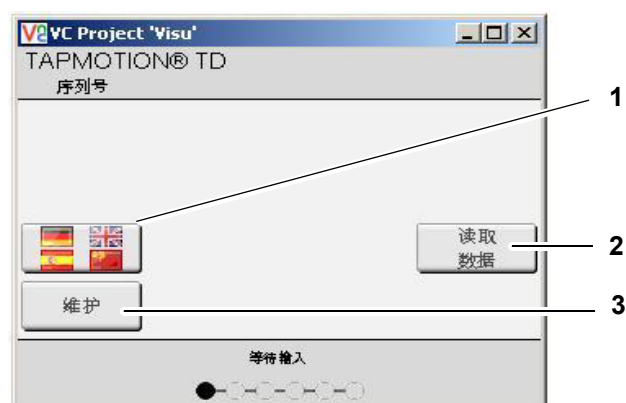 VC Project 'Visu'
TAPMOTION® TD
序列号
1
读取
数据
2
维护
3
等待输入